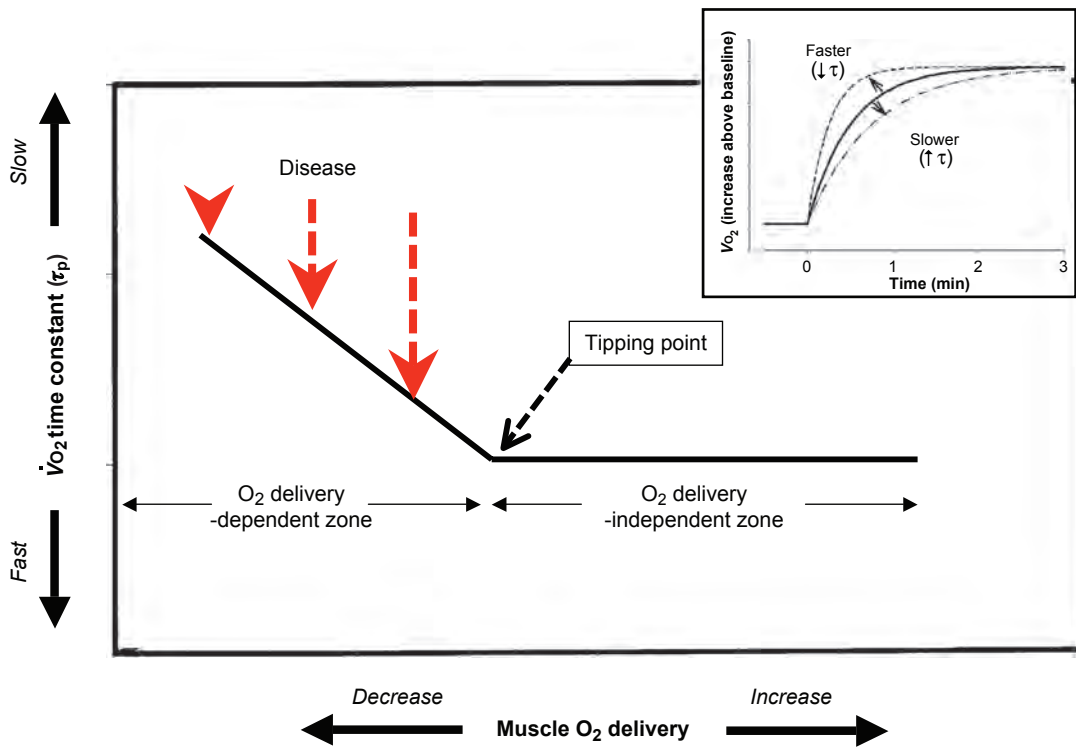 V̇o₂ (increase above baseline)
Faster
(↓ τ)
Slower
(↑ τ)
0
1
2
3
Time (min)
Slow
V̇o₂ time constant (τₚ)
Fast
Disease
Tipping point
O₂ delivery
-dependent zone
O₂ delivery
-independent zone
Decrease
Muscle O₂ delivery
Increase